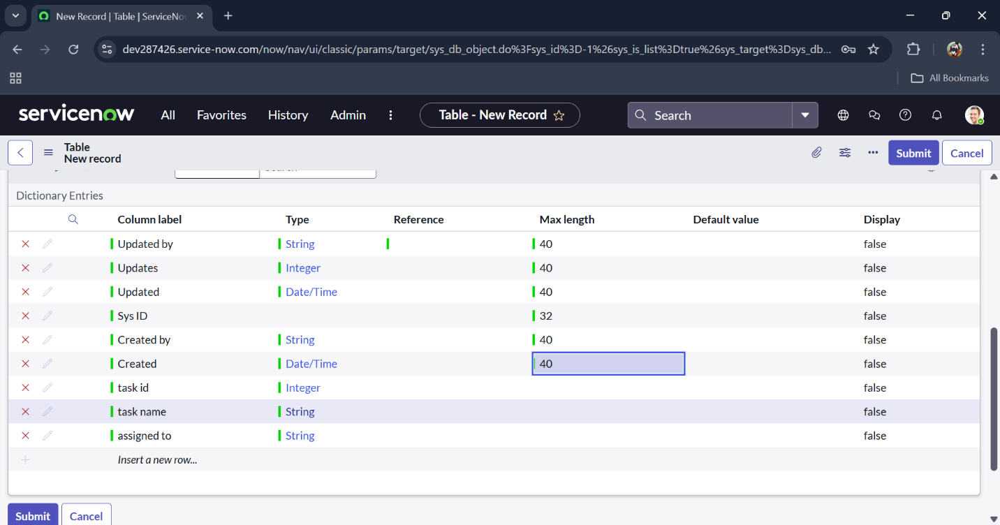 New Record | Table | ServiceNo
dev287426.service-now.com/now/nav/ui/classic/params/target/sys_db_object.do%3Fsys_id%3D-1%26sys_is_list%3Dtrue%26sys_target%3Dsys_db...
All Bookmarks
servicenow All Favorites History Admin Table - New Record Search
Table
New record
Submit Cancel
Dictionary Entries
Column label Type Reference Max length Default value Display
Updated by String 40 false
Updates Integer 40 false
Updated Date/Time 40 false
Sys ID 32 false
Created by String 40 false
Created Date/Time 40 false
task id Integer false
task name String false
assigned to String false
Insert a new row...
Submit Cancel